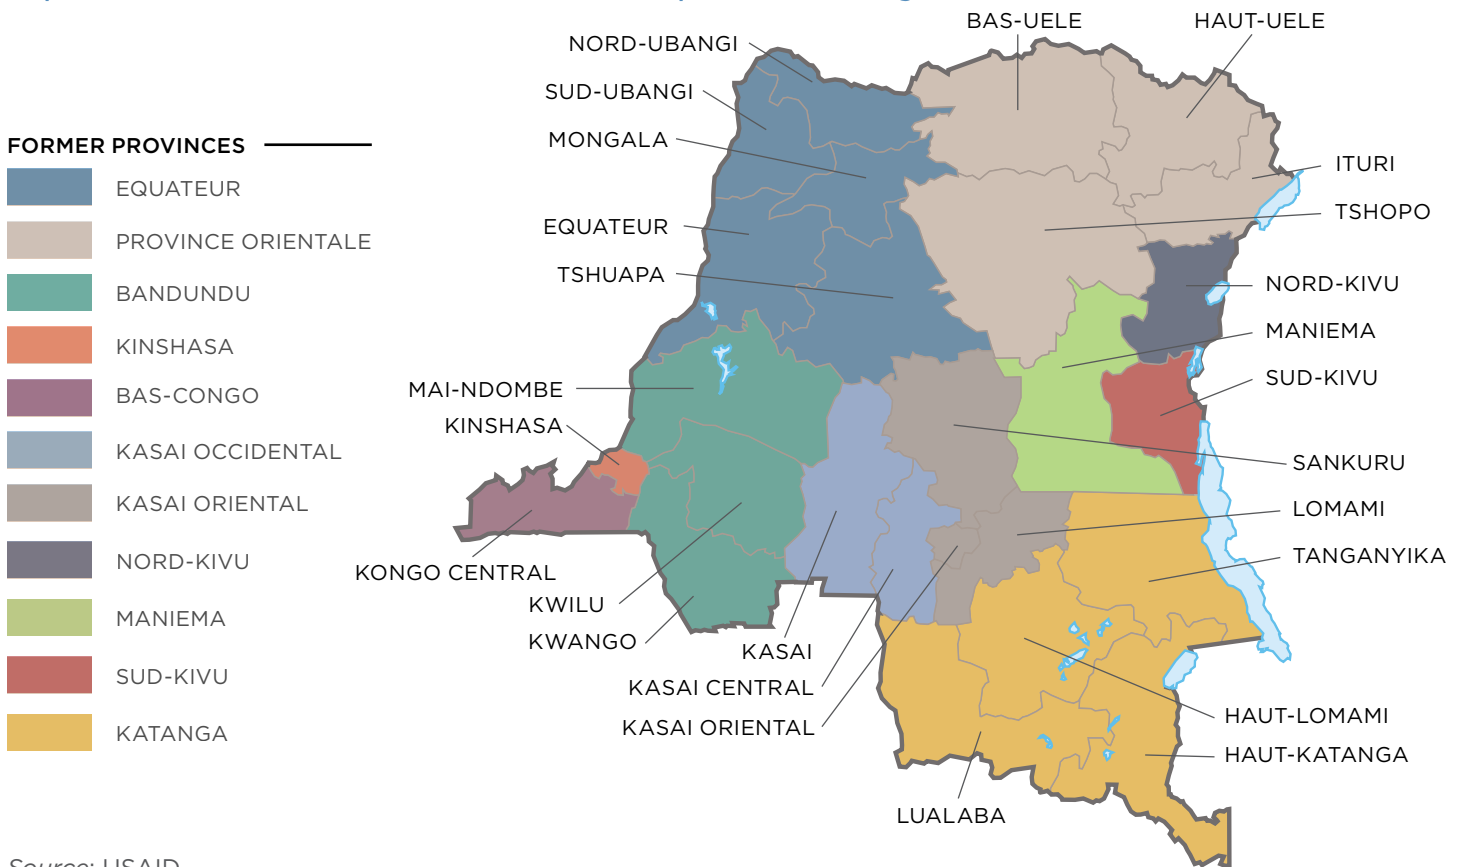 FORMER PROVINCES
EQUATEUR
PROVINCE ORIENTALE
BANDUNDU
KINSHASA
BAS-CONGO
KASAI OCCIDENTAL
KASAI ORIENTAL
NORD-KIVU
MANIEMA
SUD-KIVU
KATANGA
BAS-UELE
HAUT-UELE
NORD-UBANGI
SUD-UBANGI
MONGALA
EQUATEUR
TSHUAPA
MAI-NDOMBE
KINSHASA
KONGO CENTRAL
KWILU
KWANGO
KASAI
KASAI CENTRAL
KASAI ORIENTAL
LUALABA
ITURI
TSHOPO
NORD-KIVU
MANIEMA
SUD-KIVU
SANKURU
LOMAMI
TANGANYIKA
HAUT-LOMAMI
HAUT-KATANGA
Source: USAID